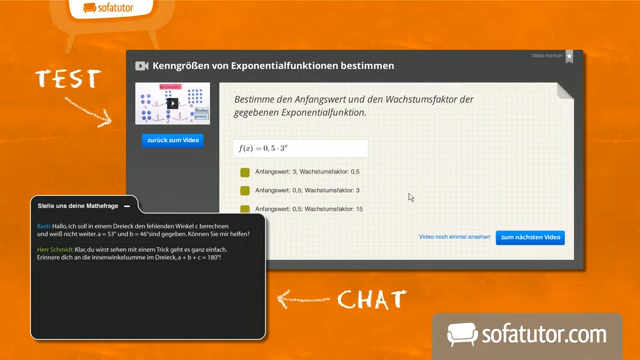 sofatutor
Kenngrößen von Exponentialfunktionen bestimmen
Video merken
TEST
Bestimme den Anfangswert und den Wachstumsfaktor der
gegebenen Exponentialfunktion.
zurück zum Video
f(x) = 0, 5 · 3ˣ
Anfangswert: 3; Wachstumsfaktor: 0,5
Anfangswert: 0,5; Wachstumsfaktor: 3
Anfangswert: 0,5; Wachstumsfaktor: 15
Video noch einmal ansehen
zum nächsten Video
Stelle uns deine Mathefrage
Basti: Hallo, ich soll in einem Dreieck den fehlenden Winkel c berechnen
und weiß nicht weiter. a = 53° und b = 46° sind gegeben. Können Sie mir helfen?
Herr Schmidt: Klar, du wirst sehen mit einem Trick geht es ganz einfach.
Erinnere dich an die Innenwinkelsumme im Dreieck, a + b + c = 180°!
CHAT
sofatutor.com